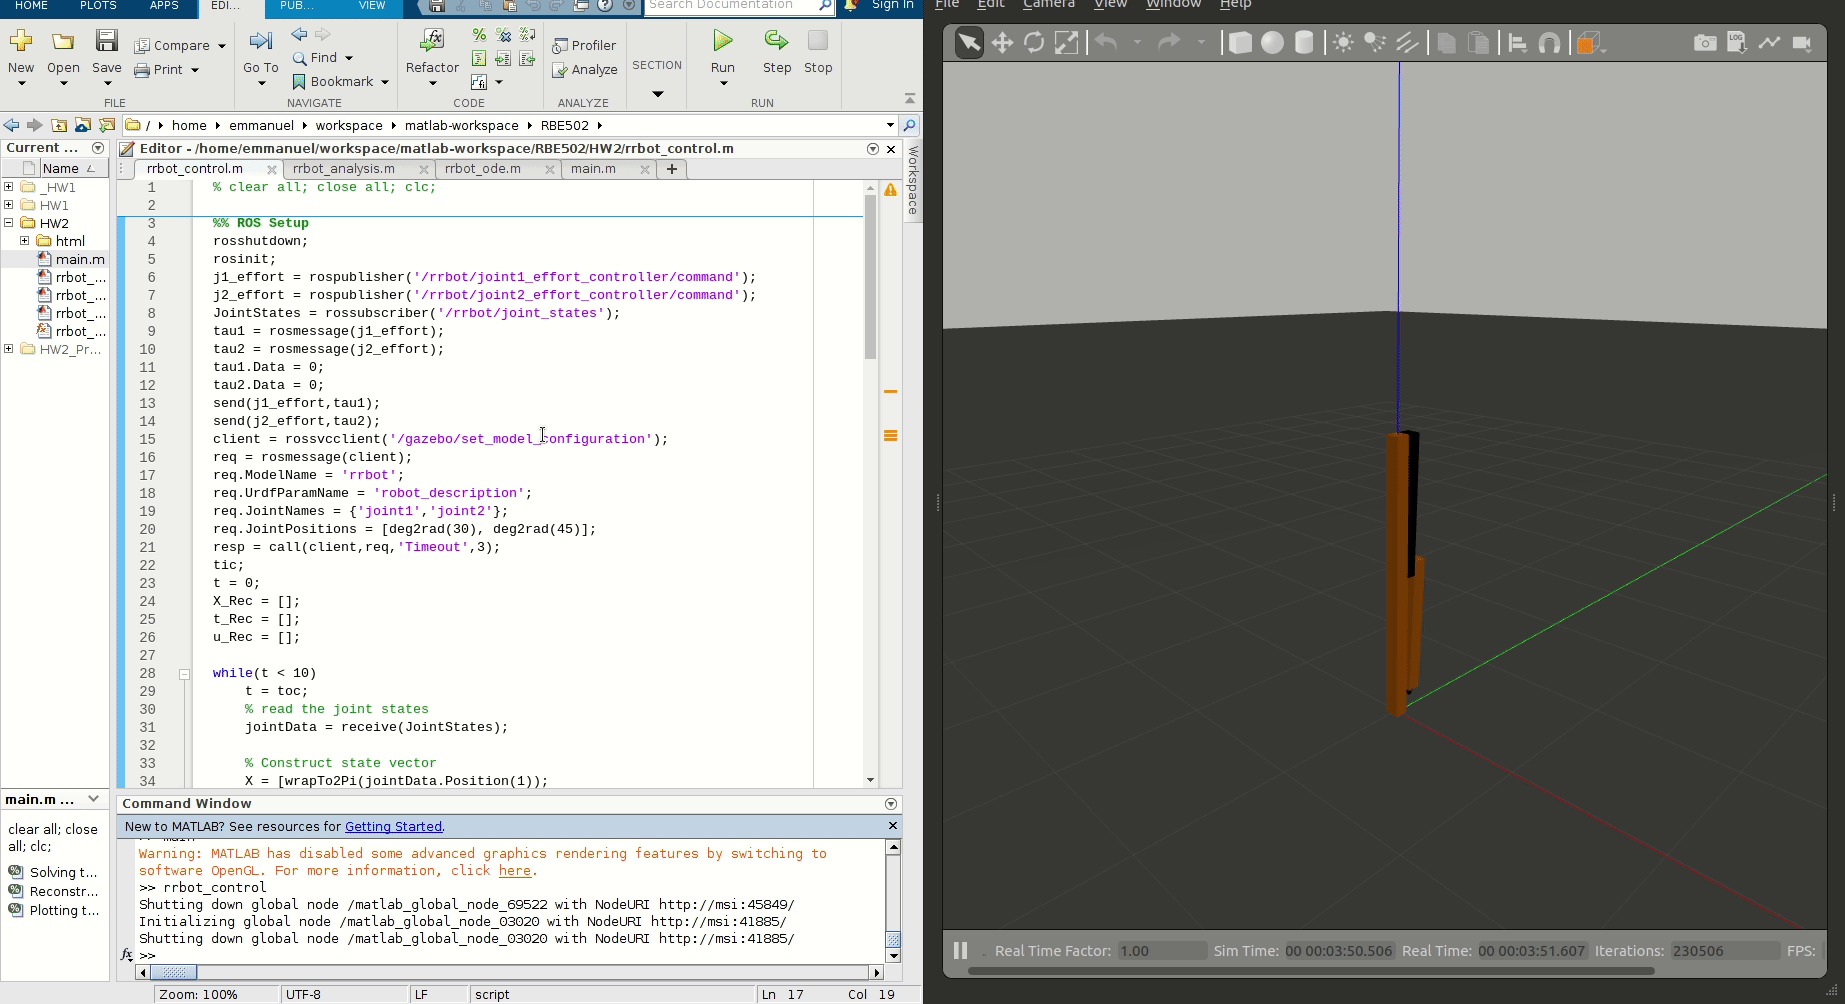 HOME PLOTS APPS EDI... PUB... VIEW
Search Documentation
Sign In
New
Open
Save
Compare
Print
FILE
Go To
Find
Bookmark
NAVIGATE
Refactor
CODE
Profiler
Analyze
ANALYZE
SECTION
Run
Step
Stop
RUN
/ home emmanuel workspace matlab-workspace RBE502
Current ...
Name
_HW1
HW1
HW2
html
main.m
rrbot_...
rrbot_...
rrbot_...
rrbot_...
HW2_Pr...
main.m ...
clear all; close
all; clc;
Solving t...
Reconstr...
Plotting t...
Editor - /home/emmanuel/workspace/matlab-workspace/RBE502/HW2/rrbot_control.m
rrbot_control.m rrbot_analysis.m rrbot_ode.m main.m +
Workspace
1 % clear all; close all; clc;
2
3 %% ROS Setup
4 rosshutdown;
5 rosinit;
6 j1_effort = rospublisher('/rrbot/joint1_effort_controller/command');
7 j2_effort = rospublisher('/rrbot/joint2_effort_controller/command');
8 JointStates = rossubscriber('/rrbot/joint_states');
9 tau1 = rosmessage(j1_effort);
10 tau2 = rosmessage(j2_effort);
11 tau1.Data = 0;
12 tau2.Data = 0;
13 send(j1_effort,tau1);
14 send(j2_effort,tau2);
15 client = rossvcclient('/gazebo/set_model_configuration');
16 req = rosmessage(client);
17 req.ModelName = 'rrbot';
18 req.UrdfParamName = 'robot_description';
19 req.JointNames = {'joint1','joint2'};
20 req.JointPositions = [deg2rad(30), deg2rad(45)];
21 resp = call(client,req,'Timeout',3);
22 tic;
23 t = 0;
24 X_Rec = [];
25 t_Rec = [];
26 u_Rec = [];
27
28 while(t < 10)
29 t = toc;
30 % read the joint states
31 jointData = receive(JointStates);
32
33 % Construct state vector
34 X = [wrapTo2Pi(jointData.Position(1));
Command Window
New to MATLAB? See resources for Getting Started.
Warning: MATLAB has disabled some advanced graphics rendering features by switching to
software OpenGL. For more information, click here.
>> rrbot_control
Shutting down global node /matlab_global_node_69522 with NodeURI http://msi:45849/
Initializing global node /matlab_global_node_03020 with NodeURI http://msi:41885/
Shutting down global node /matlab_global_node_03020 with NodeURI http://msi:41885/
fx >>
Zoom: 100% UTF-8 LF script Ln 17 Col 19
File Edit Camera View Window Help
LOG
Real Time Factor: 1.00 Sim Time: 00 00:03:50.506 Real Time: 00 00:03:51.607 Iterations: 230506 FPS: